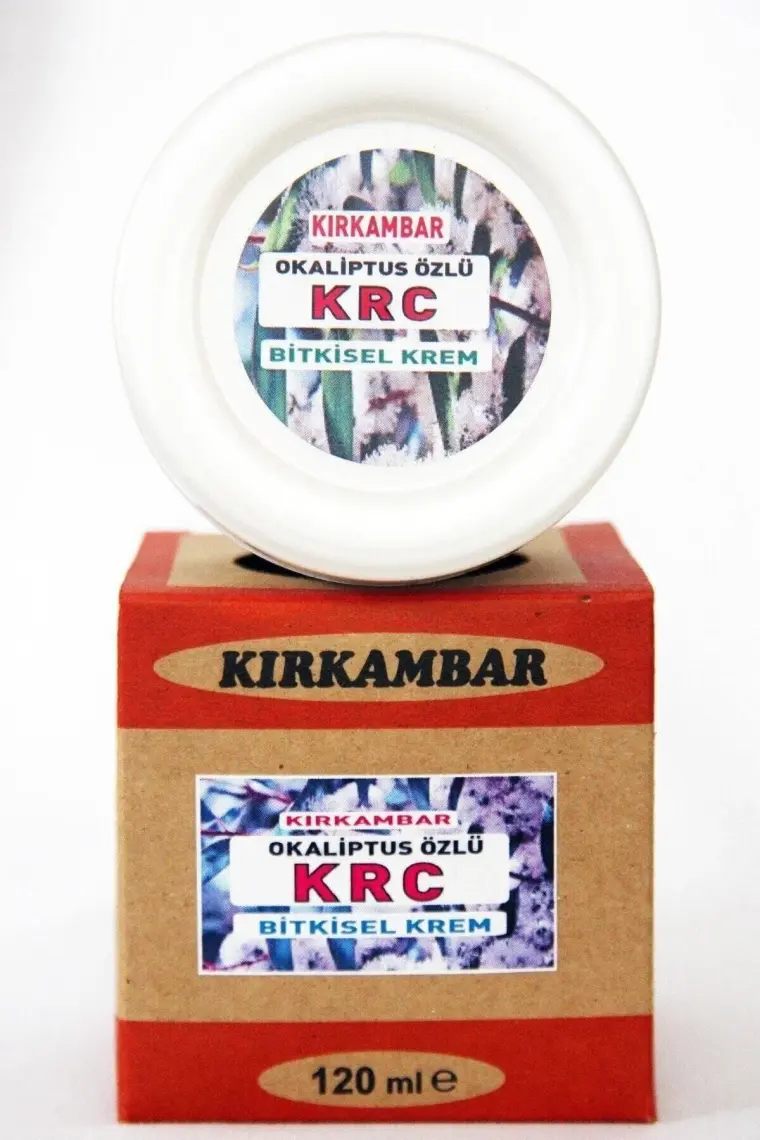 KIRKAMBAR
OKALİPTUS ÖZLÜ
KRC
BİTKİSEL KREM
KIRKAMBAR
KIRKAMBAR
OKALİPTUS ÖZLÜ
KRC
BİTKİSEL KREM
120 ml ℮